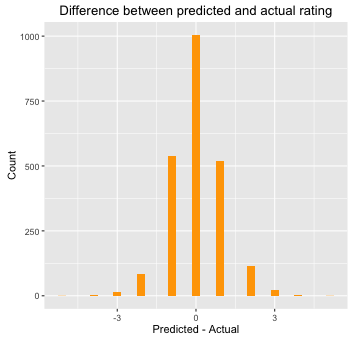 Difference between predicted and actual rating
1000
750
500
250
0
Count
-3
0
3
Predicted - Actual